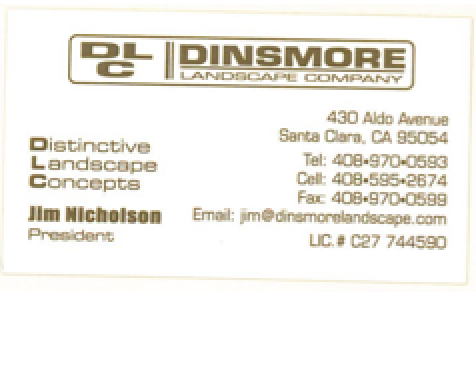 DLC DINSMORE
LANDSCAPE COMPANY
430 Aldo Avenue
Santa Clara, CA 95054
Tel: 408•970•0593
Cell: 408•595•2674
Fax: 408•970•0599
Email: jim@dinsmorelandscape.com
LIC.# C27 744590
Distinctive
Landscape
Concepts
Jim Nicholson
President